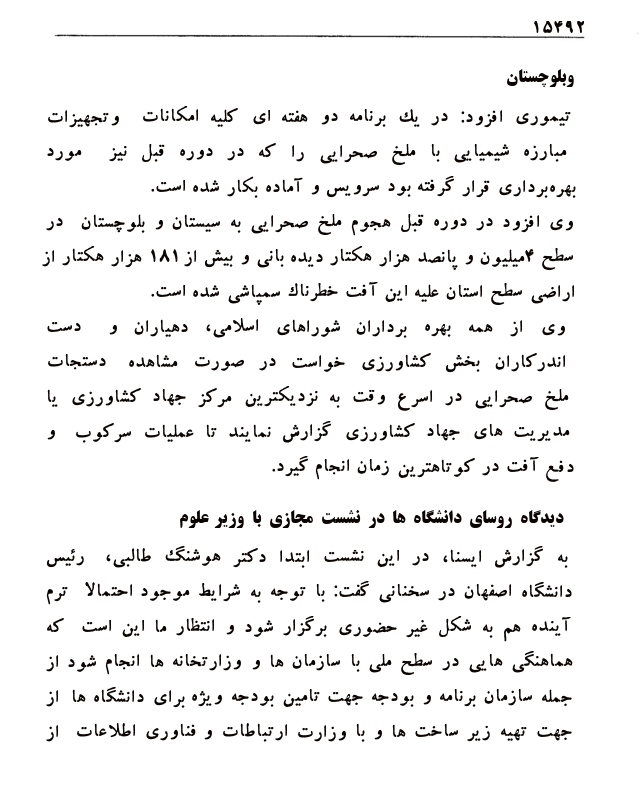 ۱۵۴۹۲
وبلوچستان
تیموری افزود: در یك برنامه دو هفته ای کلیه امکانات وتجهیزات
مبارزه شیمیایی با ملخ صحرایی را که در دوره قبل نیز مورد
بهره‌برداری قرار گرفته بود سرویس و آماده بکار شده است.
وی افزود در دوره قبل هجوم ملخ صحرایی به سیستان و بلوچستان در
سطح ۴میلیون و پانصد هزار هکتار دیده بانی و بیش از ۱۸۱ هزار هکتار از
اراضی سطح استان علیه این آفت خطرناك سمپاشی شده است.
وی از همه بهره برداران شوراهای اسلامی، دهیاران و دست
اندرکاران بخش کشاورزی خواست در صورت مشاهده دستجات
ملخ صحرایی در اسرع وقت به نزدیکترین مرکز جهاد کشاورزی یا
مدیریت های جهاد کشاورزی گزارش نمایند تا عملیات سرکوب و
دفع آفت در کوتاهترین زمان انجام گیرد.
دیدگاه روسای دانشگاه ها در نشست مجازی با وزیر علوم
به گزارش ایسنا، در این نشست ابتدا دکتر هوشنگ طالبی، رئیس
دانشگاه اصفهان در سخنانی گفت: با توجه به شرایط موجود احتمالا ترم
آینده هم به شکل غیر حضوری برگزار شود و انتظار ما این است که
هماهنگی هایی در سطح ملی با سازمان ها و وزارتخانه ها انجام شود از
جمله سازمان برنامه و بودجه جهت تامین بودجه ویژه برای دانشگاه ها از
جهت تهیه زیر ساخت ها و با وزارت ارتباطات و فناوری اطلاعات از